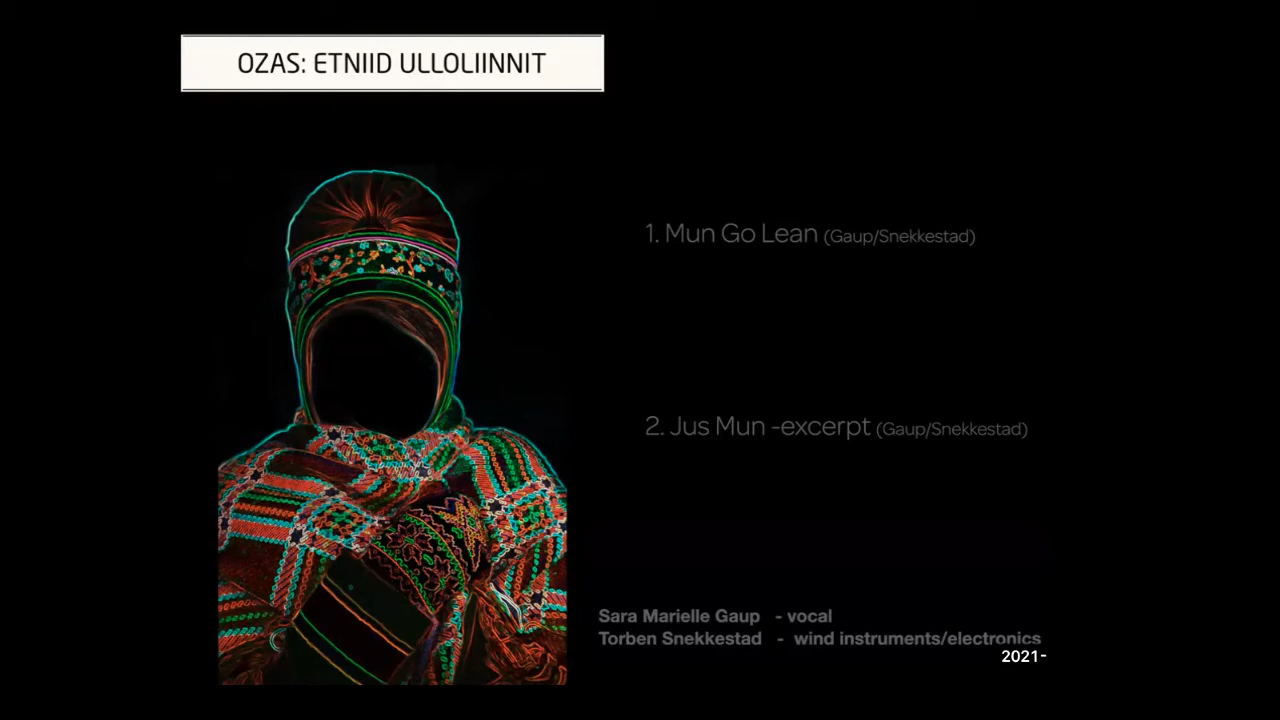 OZAS: ETNIID ULLOLIINNIT
1. Mun Go Lean (Gaup/Snekkestad)
2. Jus Mun -excerpt (Gaup/Snekkestad)
Sara Marielle Gaup - vocal
Torben Snekkestad - wind instruments/electronics
2021-